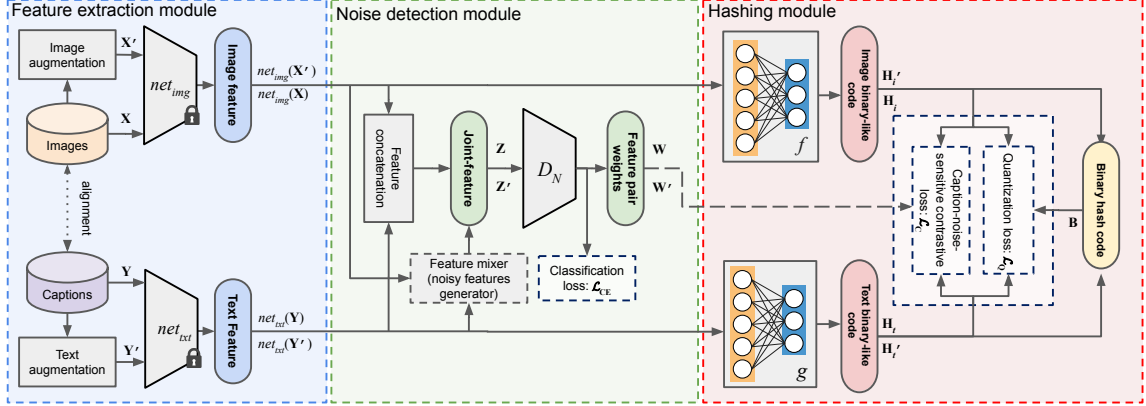 Feature extraction module
Image
augmentation
X′
X
Images
alignment
Captions
Y
Y′
Text
augmentation
net_img
net_txt
Image feature
Text Feature
net_img(X′)
net_img(X)
net_txt(Y)
net_txt(Y′)
Noise detection module
Feature
concatenation
Joint-feature
Z
Z′
D_N
Feature pair
weights
W
W′
Feature mixer
(noisy features
generator)
Classification
loss: ℒ_CE
Hashing module
f
g
Image binary-like
code
Text binary-like
code
H_i′
H_i
H_t
H_t′
Caption-noise-
sensitive contrastive
loss: ℒ_C
Quantization loss: ℒ_Q
B
Binary hash code